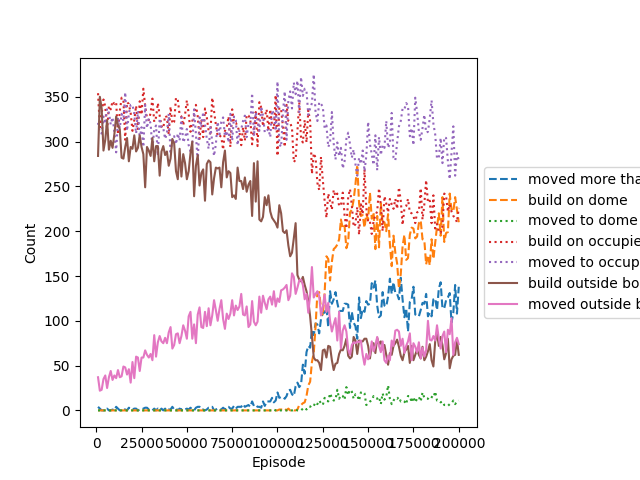 350
300
250
200
150
100
50
0
Count
0 25000 50000 75000 100000 125000 150000 175000 200000
Episode
moved more tha
build on dome
moved to dome
build on occupie
moved to occup
build outside bo
moved outside b